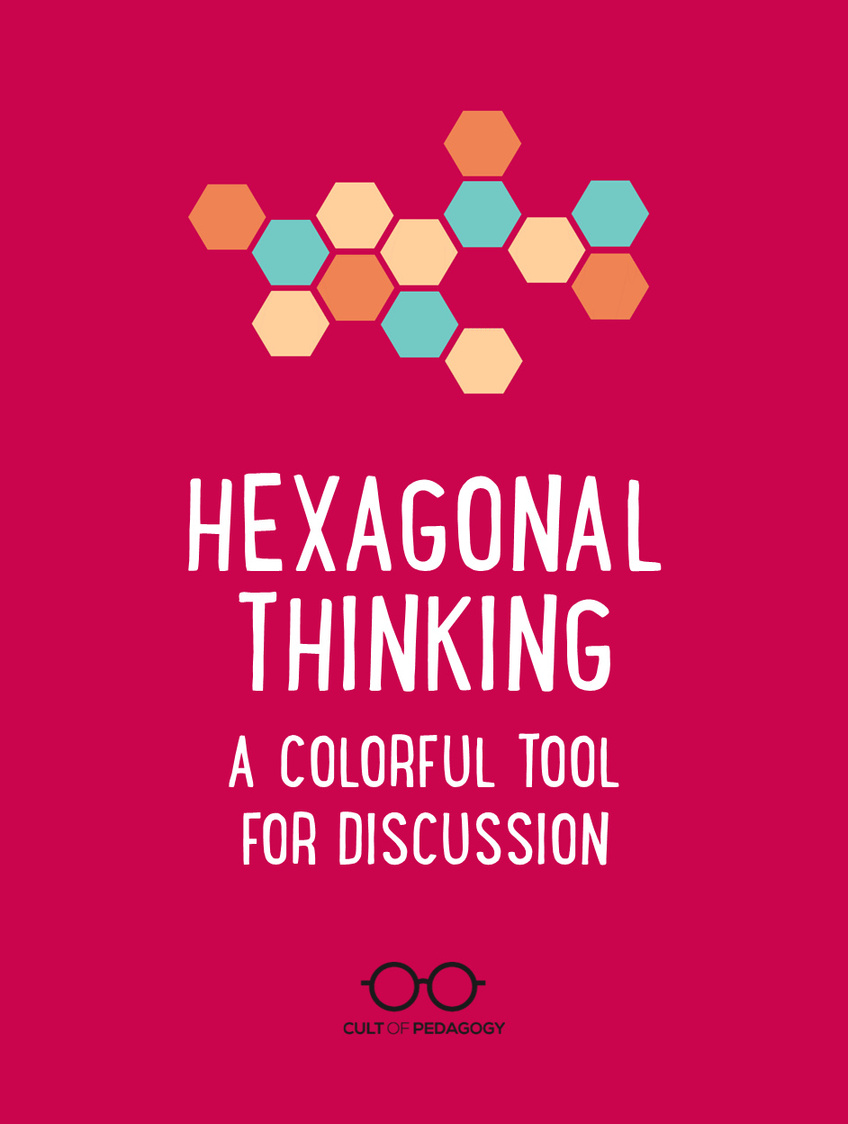 HEXAGONAL
THINKING
A COLORFUL TOOL
FOR DISCUSSION
CULT OF PEDAGOGY